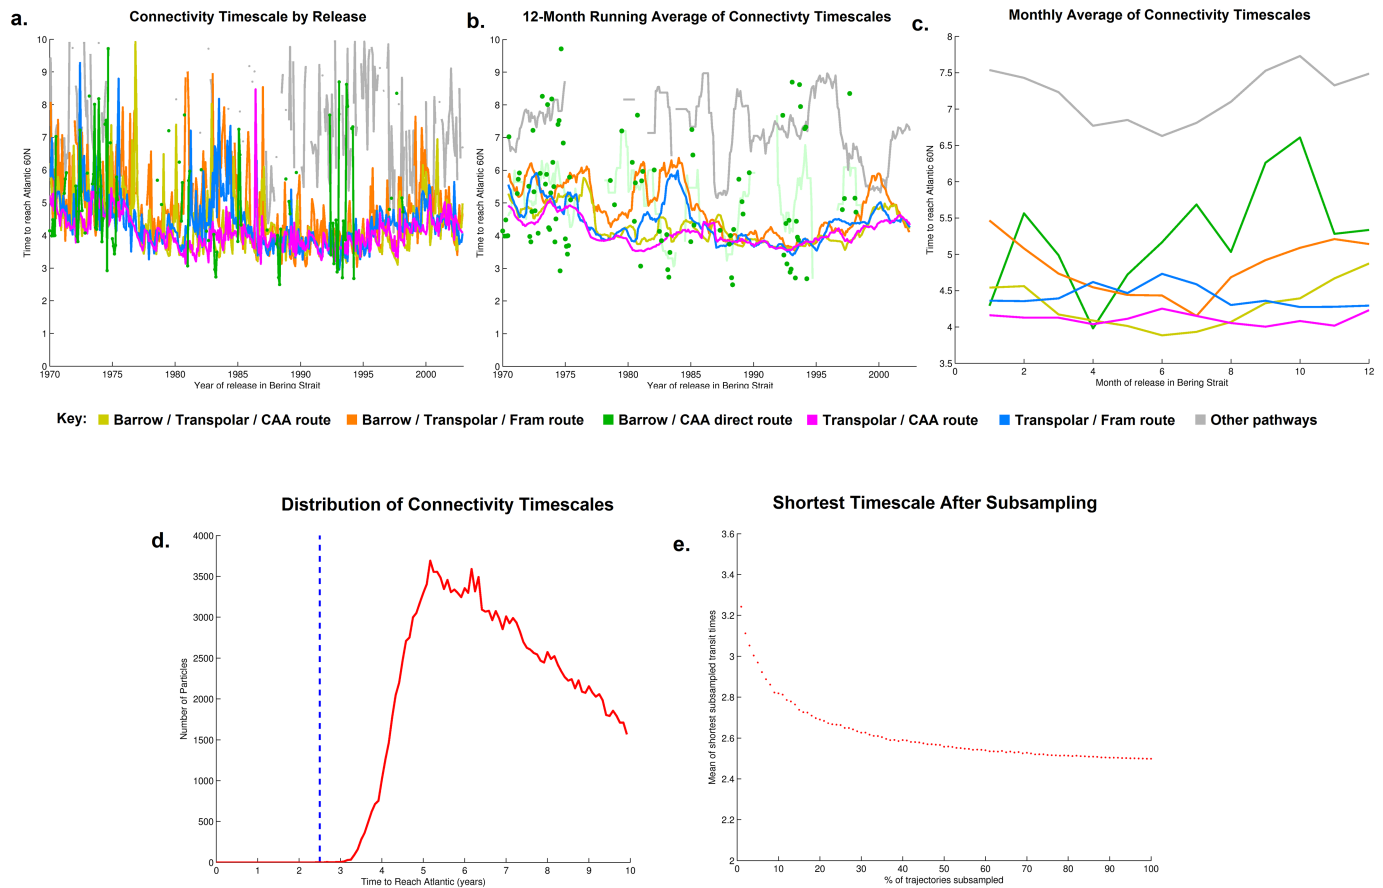 a.
Connectivity Timescale by Release
Time to reach Atlantic 60N
10
9
8
7
6
5
4
3
2
1
0
1970 1975 1980 1985 1990 1995 2000
Year of release in Bering Strait
b.
12-Month Running Average of Connectivity Timescales
Time to reach Atlantic 60N
10
9
8
7
6
5
4
3
2
1
0
1970 1975 1980 1985 1990 1995 2000
Year of release in Bering Strait
c.
Monthly Average of Connectivity Timescales
Time to reach Atlantic 60N
8
7.5
7
6.5
6
5.5
5
4.5
4
3.5
0 2 4 6 8 10 12
Month of release in Bering Strait
Key: Barrow / Transpolar / CAA route Barrow / Transpolar / Fram route Barrow / CAA direct route Transpolar / CAA route Transpolar / Fram route Other pathways
d.
Distribution of Connectivity Timescales
Number of Particles
4000
3500
3000
2500
2000
1500
1000
500
0
0 1 2 3 4 5 6 7 8 9 10
Time to Reach Atlantic (years)
e.
Shortest Timescale After Subsampling
Mean of shortest subsampled transit times
3.6
3.4
3.2
3
2.8
2.6
2.4
2.2
2
0 10 20 30 40 50 60 70 80 90 100
% of trajectories subsampled